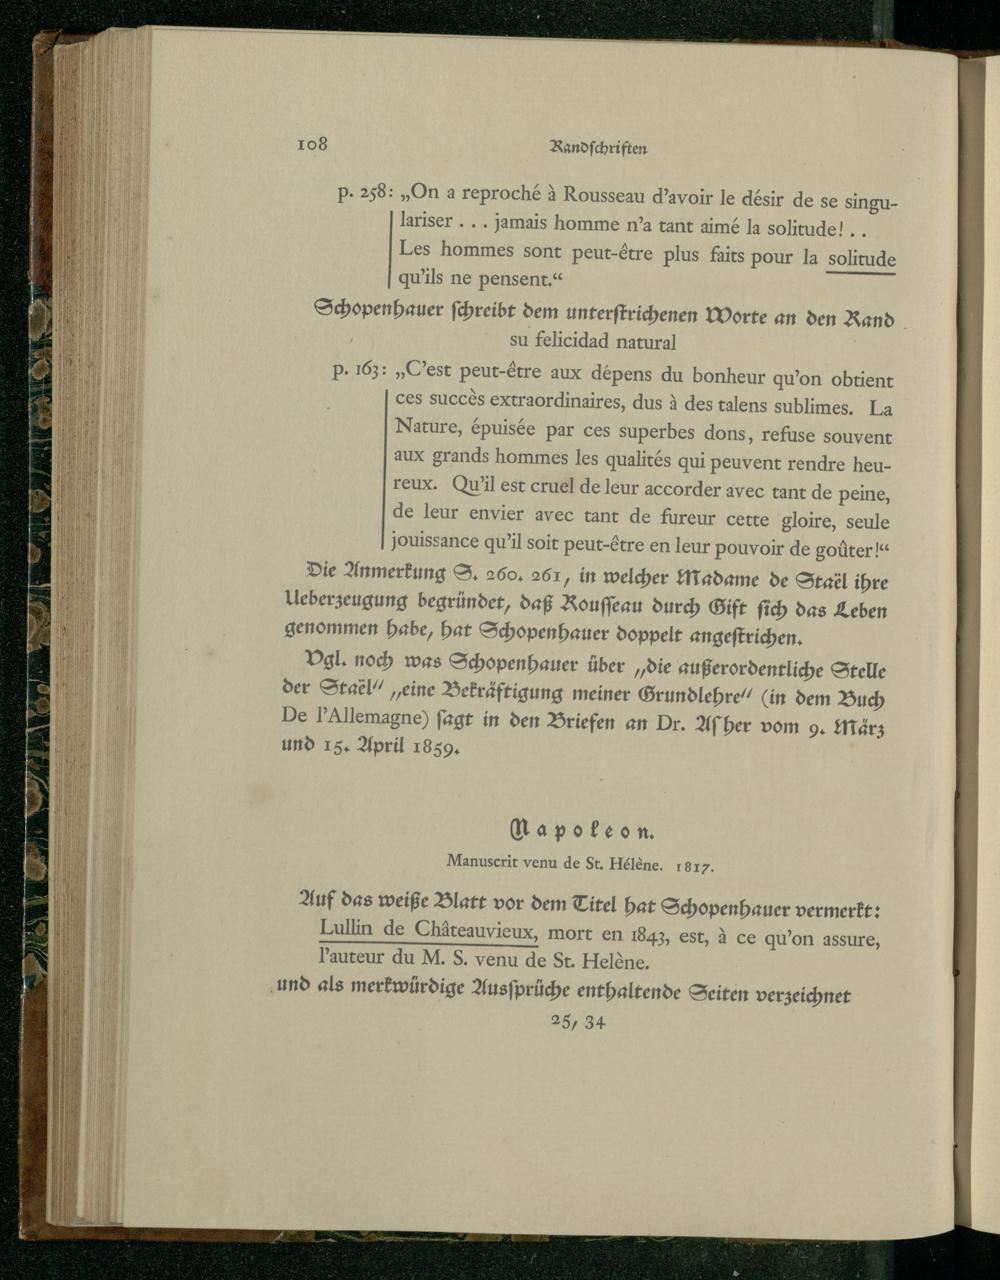 108 Randschriften
p. 258: „On a reproché à Rousseau d'avoir le désir de se singu-
lariser . . . jamais homme n'a tant aimé la solitude! . .
Les hommes sont peut-être plus faits pour la solitude
qu'ils ne pensent.“
Schopenhauer schreibt dem unterstrichenen Worte an den Rand
su felicidad natural
p. 163: „C'est peut-être aux dépens du bonheur qu'on obtient
ces succès extraordinaires, dus à des talens sublimes. La
Nature, épuisée par ces superbes dons, refuse souvent
aux grands hommes les qualités qui peuvent rendre heu-
reux. Qu'il est cruel de leur accorder avec tant de peine,
de leur envier avec tant de fureur cette gloire, seule
jouissance qu'il soit peut-être en leur pouvoir de goûter!“
Die Anmerkung S. 260. 261, in welcher Madame de Staël ihre
Ueberzeugung begründet, daß Rousseau durch Gift sich das Leben
genommen habe, hat Schopenhauer doppelt angestrichen.
Vgl. noch was Schopenhauer über „die außerordentliche Stelle
der Staël“ „eine Bekräftigung meiner Grundlehre“ (in dem Buch
De l'Allemagne) sagt in den Briefen an Dr. Asher vom 9. März
und 15. April 1859.
Napoleon.
Manuscrit venu de St. Hélène. 1817.
Auf das weiße Blatt vor dem Titel hat Schopenhauer vermerkt:
Lullin de Châteauvieux, mort en 1843, est, à ce qu'on assure,
l'auteur du M. S. venu de St. Helène.
und als merkwürdige Aussprüche enthaltende Seiten verzeichnet
25, 34